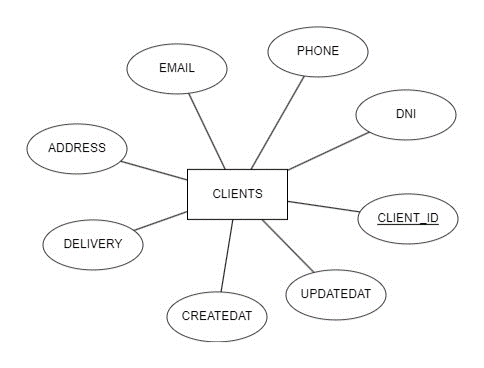 PHONE
EMAIL
DNI
ADDRESS
CLIENTS
CLIENT_ID
DELIVERY
UPDATEDAT
CREATEDAT